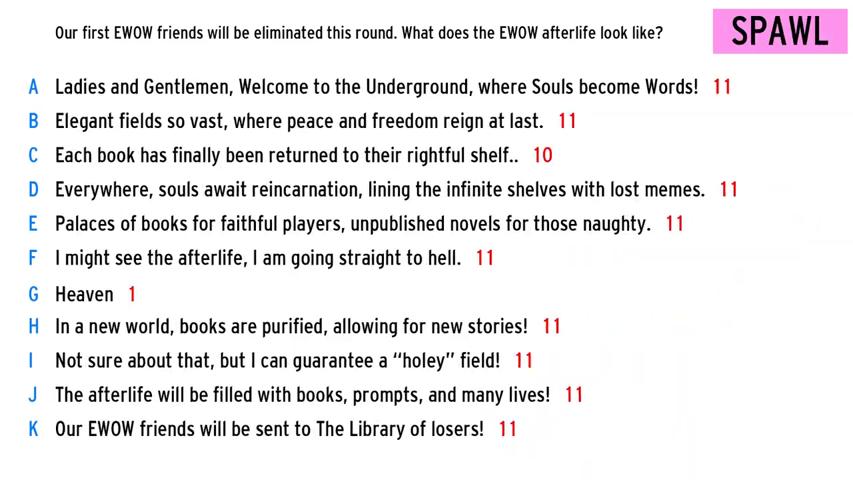 Our first EWOW friends will be eliminated this round. What does the EWOW afterlife look like?
SPAWL
A Ladies and Gentlemen, Welcome to the Underground, where Souls become Words! 11
B Elegant fields so vast, where peace and freedom reign at last. 11
C Each book has finally been returned to their rightful shelf.. 10
D Everywhere, souls await reincarnation, lining the infinite shelves with lost memes. 11
E Palaces of books for faithful players, unpublished novels for those naughty. 11
F I might see the afterlife, I am going straight to hell. 11
G Heaven 1
H In a new world, books are purified, allowing for new stories! 11
I Not sure about that, but I can guarantee a “holey” field! 11
J The afterlife will be filled with books, prompts, and many lives! 11
K Our EWOW friends will be sent to The Library of losers! 11